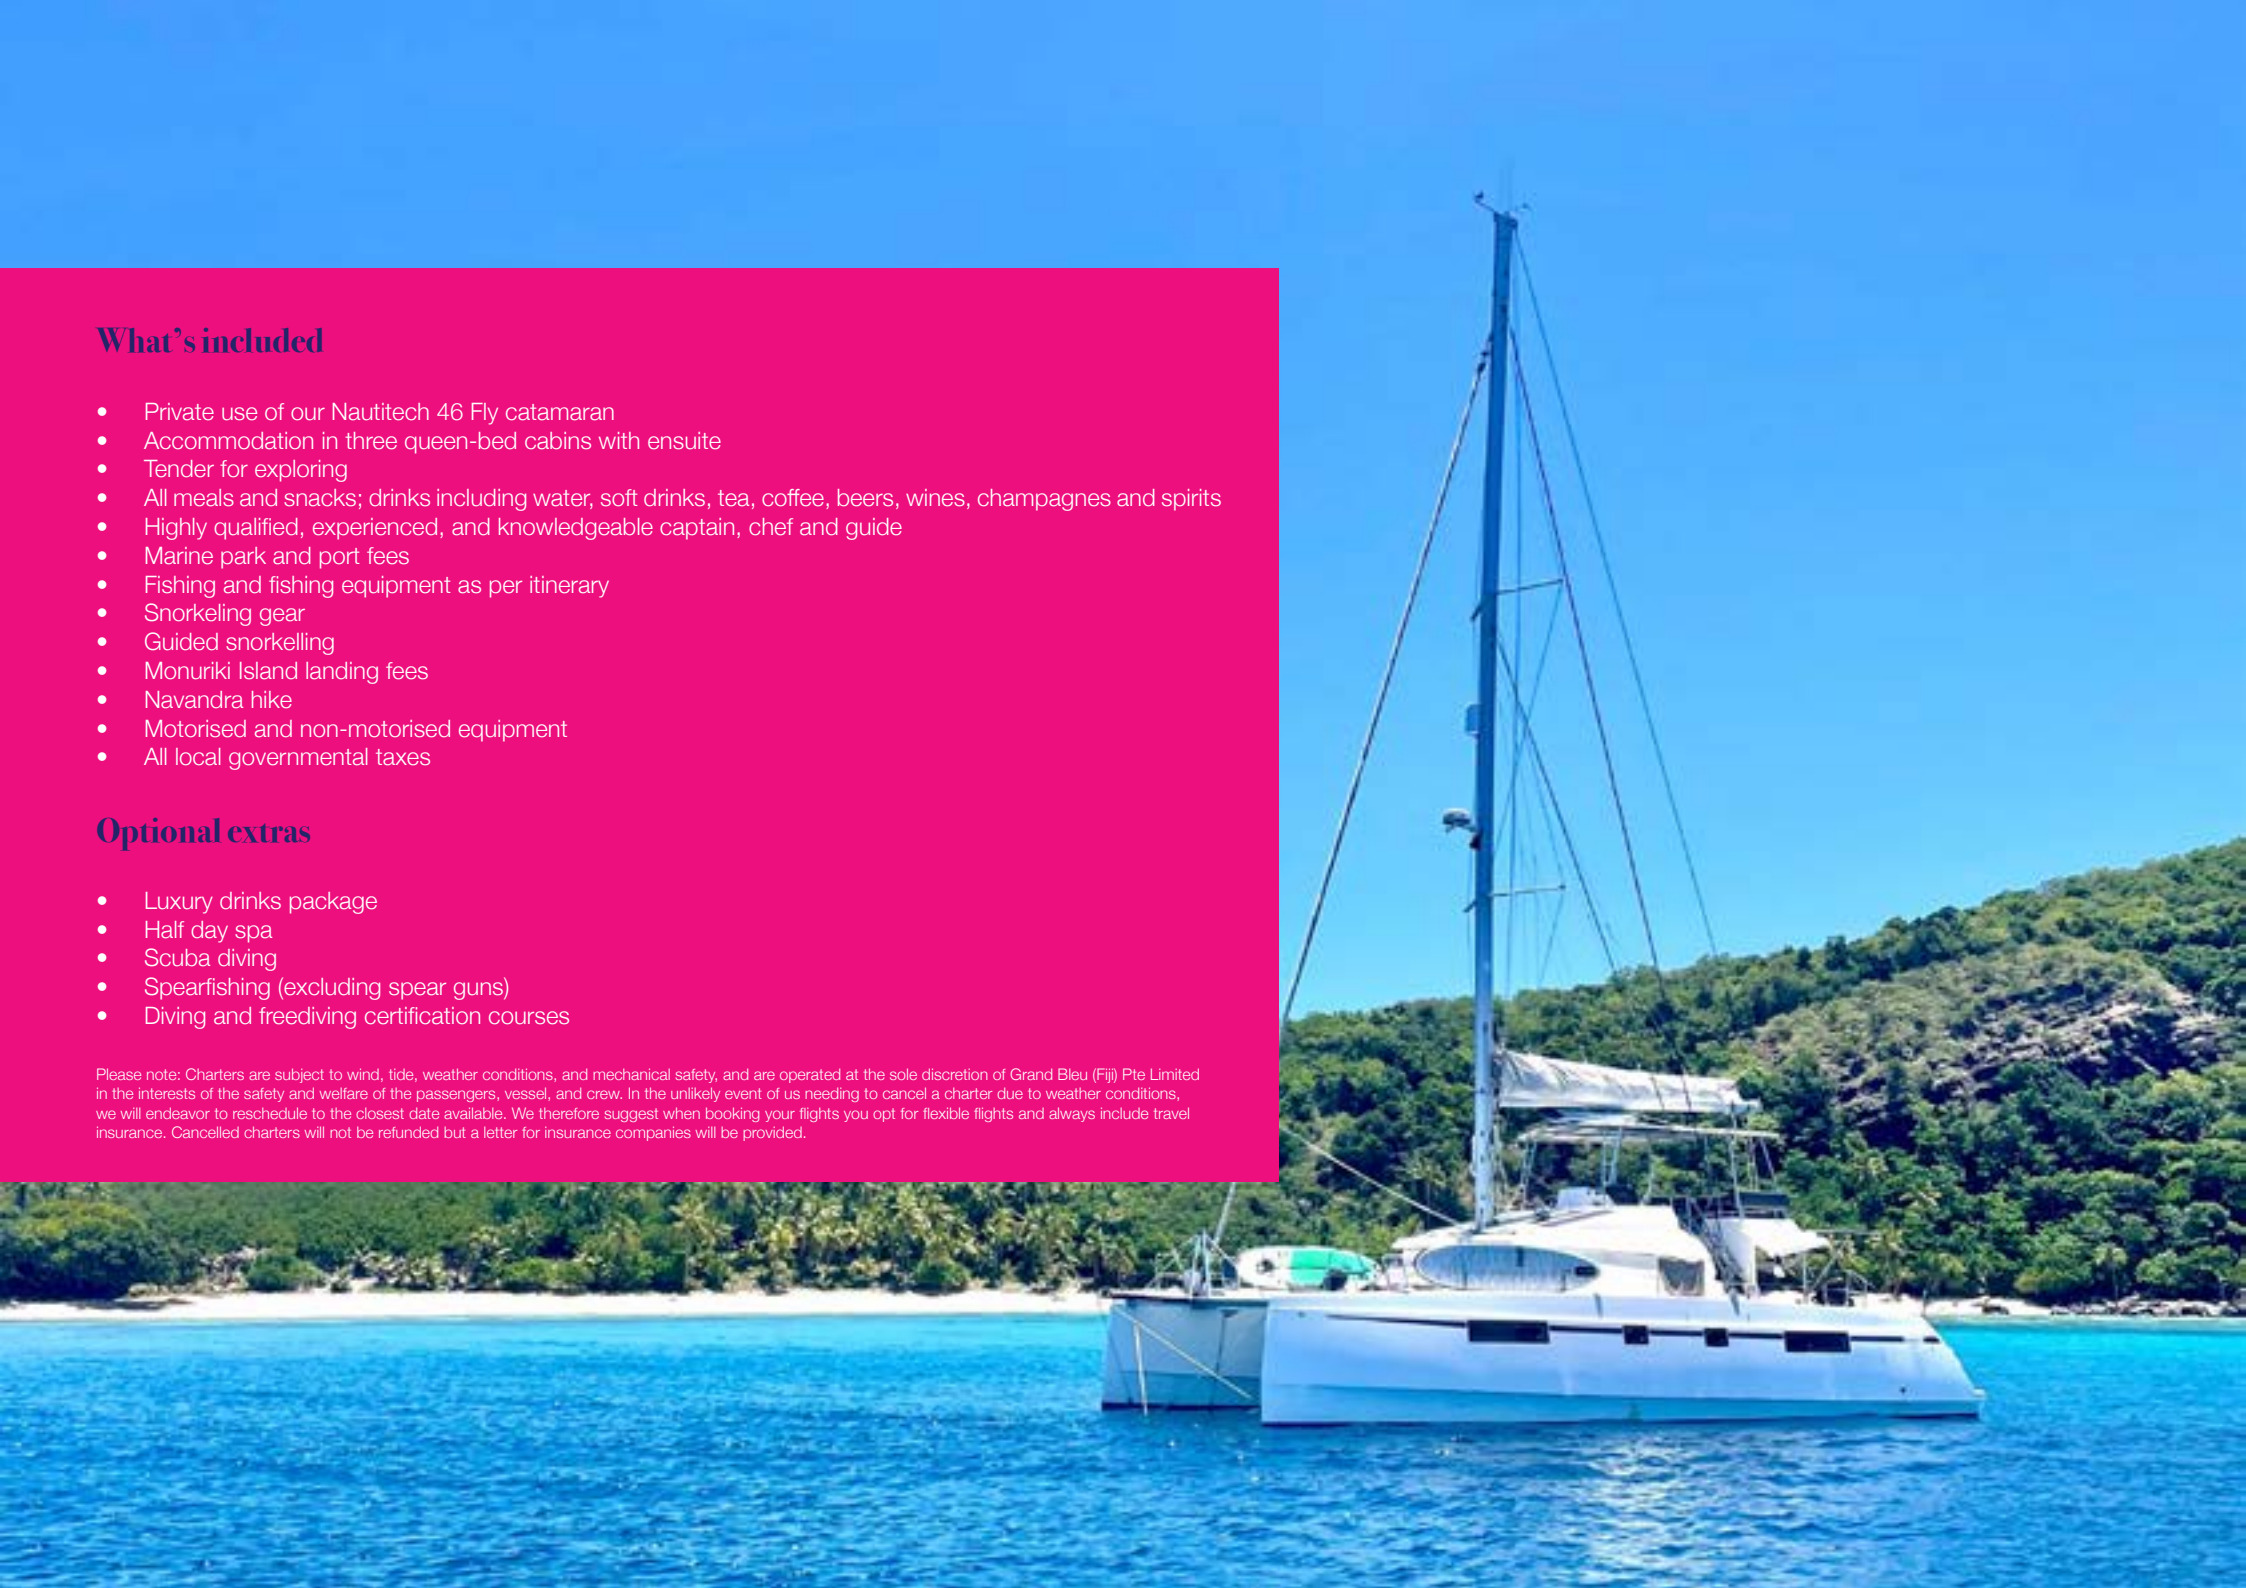 What's included
• Private use of our Nautitech 46 Fly catamaran
• Accommodation in three queen-bed cabins with ensuite
• Tender for exploring
• All meals and snacks; drinks including water, soft drinks, tea, coffee, beers, wines, champagnes and spirits
• Highly qualified, experienced, and knowledgeable captain, chef and guide
• Marine park and port fees
• Fishing and fishing equipment as per itinerary
• Snorkeling gear
• Guided snorkelling
• Monuriki Island landing fees
• Navandra hike
• Motorised and non-motorised equipment
• All local governmental taxes
Optional extras
• Luxury drinks package
• Half day spa
• Scuba diving
• Spearfishing (excluding spear guns)
• Diving and freediving certification courses
Please note: Charters are subject to wind, tide, weather conditions, and mechanical safety, and are operated at the sole discretion of Grand Bleu (Fiji) Pte Limited
in the interests of the safety and welfare of the passengers, vessel, and crew. In the unlikely event of us needing to cancel a charter due to weather conditions,
we will endeavor to reschedule to the closest date available. We therefore suggest when booking your flights you opt for flexible flights and always include travel
insurance. Cancelled charters will not be refunded but a letter for insurance companies will be provided.